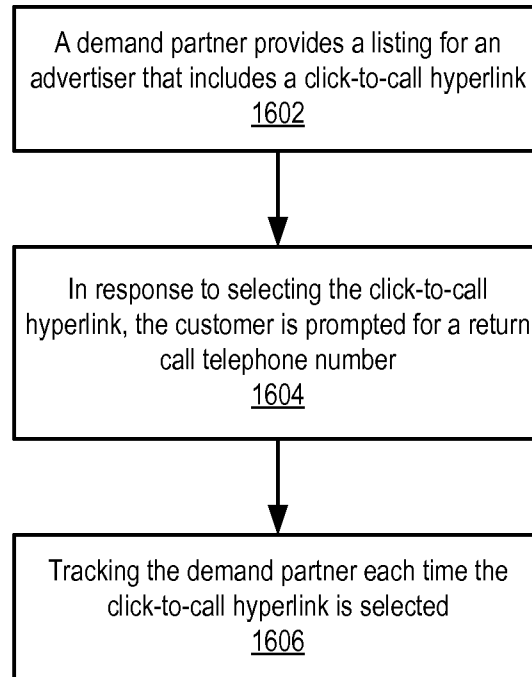 A demand partner provides a listing for an
advertiser that includes a click-to-call hyperlink
1602
In response to selecting the click-to-call
hyperlink, the customer is prompted for a return
call telephone number
1604
Tracking the demand partner each time the
click-to-call hyperlink is selected
1606